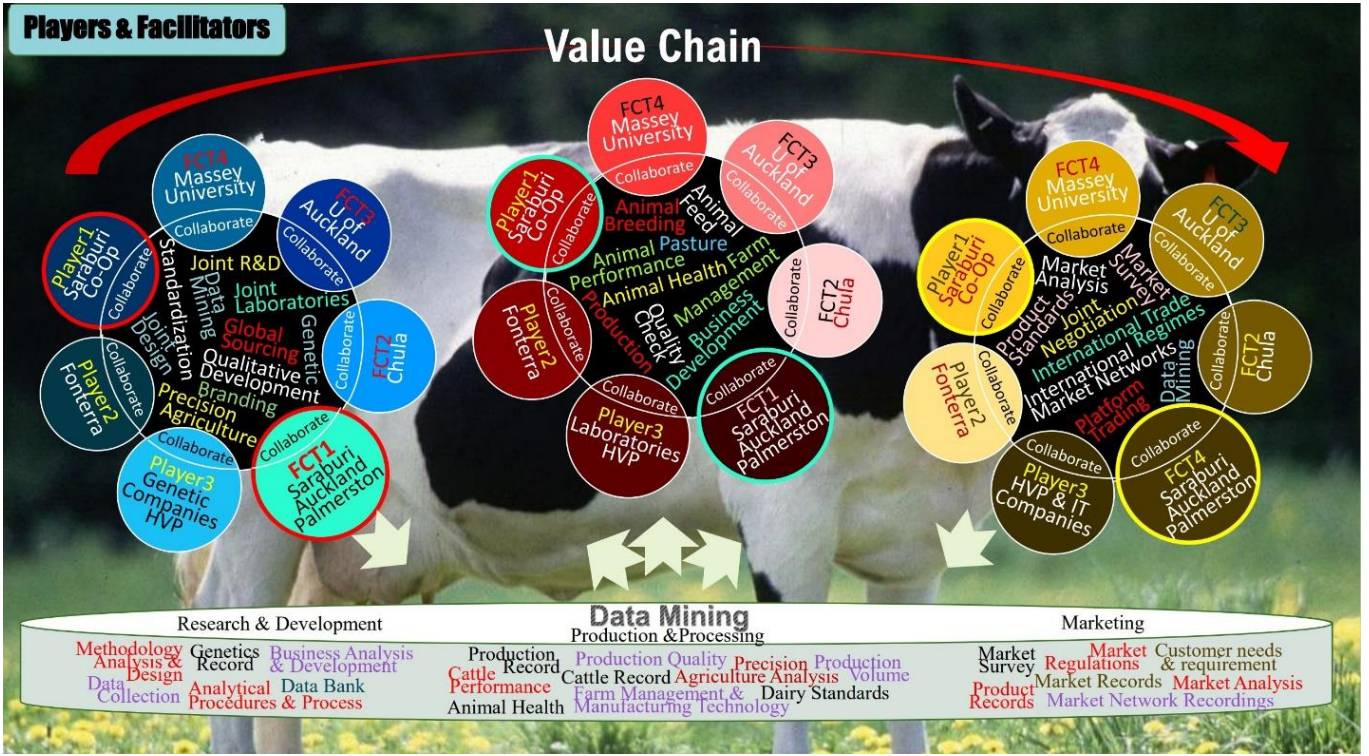 Players & Facilitators
Value Chain
FCT4
Massey
University
Collaborate
FCT3
U of
Auckland
Collaborate
Player1
Saraburi
Co-Op
Collaborate
FCT2
Chula
Collaborate
Player2
Fonterra
Collaborate
Player3
Genetic
Companies
HVP
Collaborate
FCT1
Saraburi
Auckland
Palmerston
Collaborate
Standardization
Joint R&D
Data
Mining
Joint
Laboratories
Joint
Design
Global
Sourcing
Genetic
Qualitative
Development
Branding
Precision
Agriculture
FCT4
Massey
University
Collaborate
FCT3
U of
Auckland
Collaborate
Player1
Saraburi
Co-Op
Collaborate
FCT2
Chula
Collaborate
Player2
Fonterra
Collaborate
Player3
Laboratories
HVP
Collaborate
FCT1
Saraburi
Auckland
Palmerston
Collaborate
Animal
Breeding
Animal
Feed
Animal
Performance
Pasture
Animal Health
Farm
Management
Production
Quality
Check
Business
Development
FCT4
Massey
University
Collaborate
FCT3
U of
Auckland
Collaborate
Player1
Saraburi
Co-Op
Collaborate
FCT2
Chula
Collaborate
Player2
Fonterra
Collaborate
Player3
HVP & IT
Companies
Collaborate
FCT4
Saraburi
Auckland
Palmerston
Collaborate
Market
Analysis
Market
Survey
Product
Standards
Joint
Negotiation
International Trade
Regimes
International
Market Networks
Platform
Trading
Data
Mining
Data Mining
Research & Development
Methodology
Analysis &
Design
Genetics
Record
Business Analysis
& Development
Data
Collection
Analytical
Procedures & Process
Data Bank
Production &Processing
Production
Record
Production Quality
Precision
Agriculture Analysis
Production
Volume
Cattle
Performance
Cattle Record
Animal Health
Farm Management &
Manufacturing Technology
Dairy Standards
Marketing
Market
Survey
Market
Regulations
Customer needs
& requirement
Product
Records
Market Records
Market Analysis
Market Network Recordings